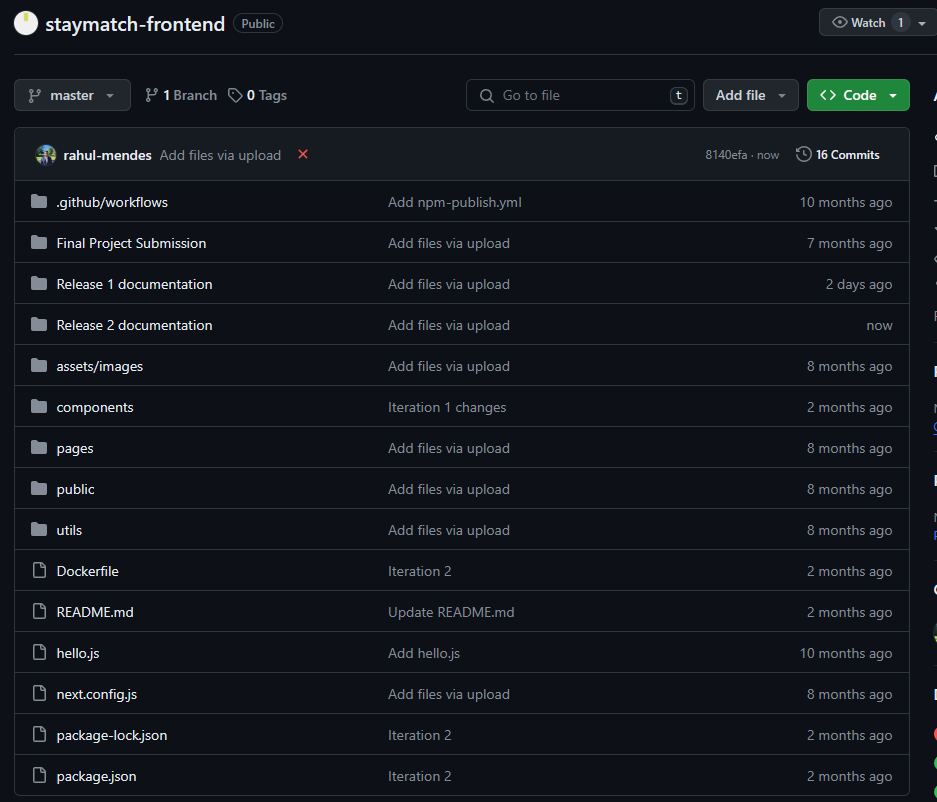 staymatch-frontend Public Watch 1
master 1 Branch 0 Tags Go to file t Add file Code
rahul-mendes Add files via upload 8140efa · now 16 Commits
.github/workflows Add npm-publish.yml 10 months ago
Final Project Submission Add files via upload 7 months ago
Release 1 documentation Add files via upload 2 days ago
Release 2 documentation Add files via upload now
assets/images Add files via upload 8 months ago
components Iteration 1 changes 2 months ago
pages Add files via upload 8 months ago
public Add files via upload 8 months ago
utils Add files via upload 8 months ago
Dockerfile Iteration 2 2 months ago
README.md Update README.md 2 months ago
hello.js Add hello.js 10 months ago
next.config.js Add files via upload 8 months ago
package-lock.json Iteration 2 2 months ago
package.json Iteration 2 2 months ago